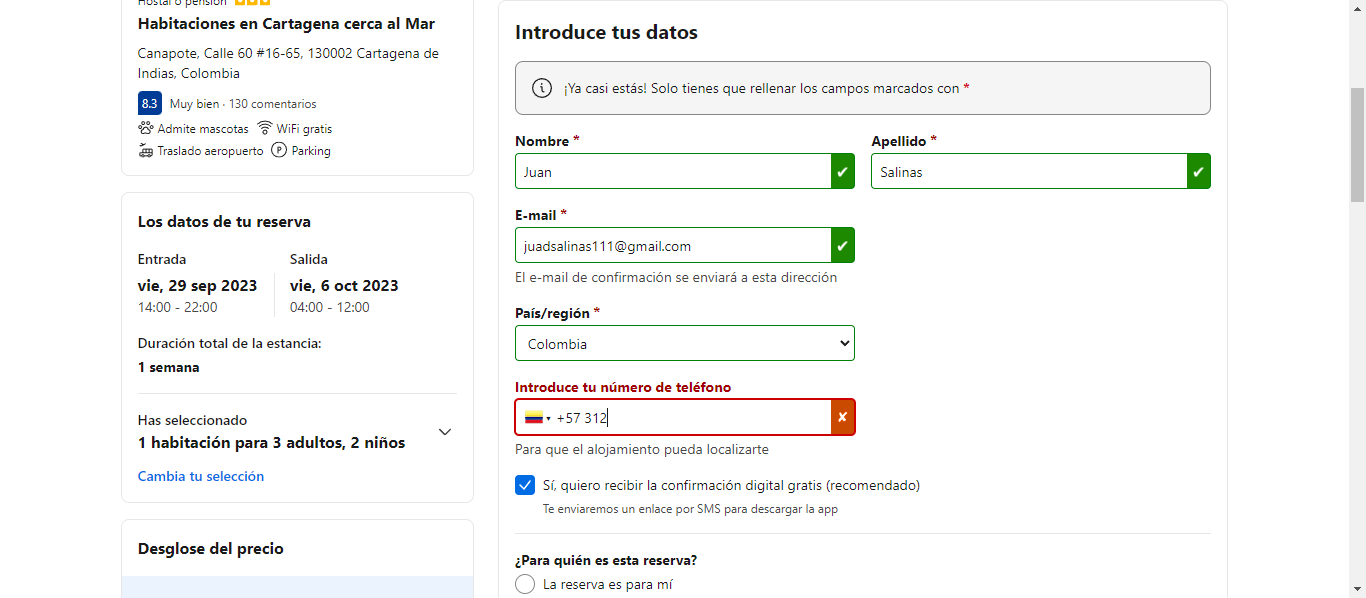 Hostal o pensión
Habitaciones en Cartagena cerca al Mar
Canapote, Calle 60 #16-65, 130002 Cartagena de
Indias, Colombia
8.3 Muy bien · 130 comentarios
Admite mascotas WiFi gratis
Traslado aeropuerto P Parking
Los datos de tu reserva
Entrada
vie, 29 sep 2023
14:00 - 22:00
Salida
vie, 6 oct 2023
04:00 - 12:00
Duración total de la estancia:
1 semana
Has seleccionado
1 habitación para 3 adultos, 2 niños
Cambia tu selección
Desglose del precio
Introduce tus datos
¡Ya casi estás! Solo tienes que rellenar los campos marcados con *
Nombre *
Juan
Apellido *
Salinas
E-mail *
juadsalinas111@gmail.com
El e-mail de confirmación se enviará a esta dirección
País/región *
Colombia
Introduce tu número de teléfono
+57 312
Para que el alojamiento pueda localizarte
Sí, quiero recibir la confirmación digital gratis (recomendado)
Te enviaremos un enlace por SMS para descargar la app
¿Para quién es esta reserva?
La reserva es para mí